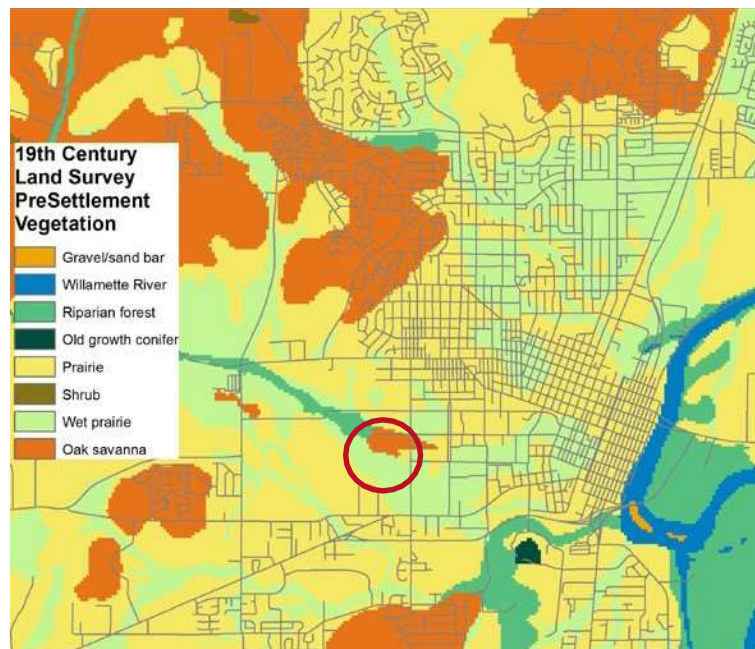 19th Century
Land Survey
PreSettlement
Vegetation
Gravel/sand bar
Willamette River
Riparian forest
Old growth conifer
Prairie
Shrub
Wet prairie
Oak savanna